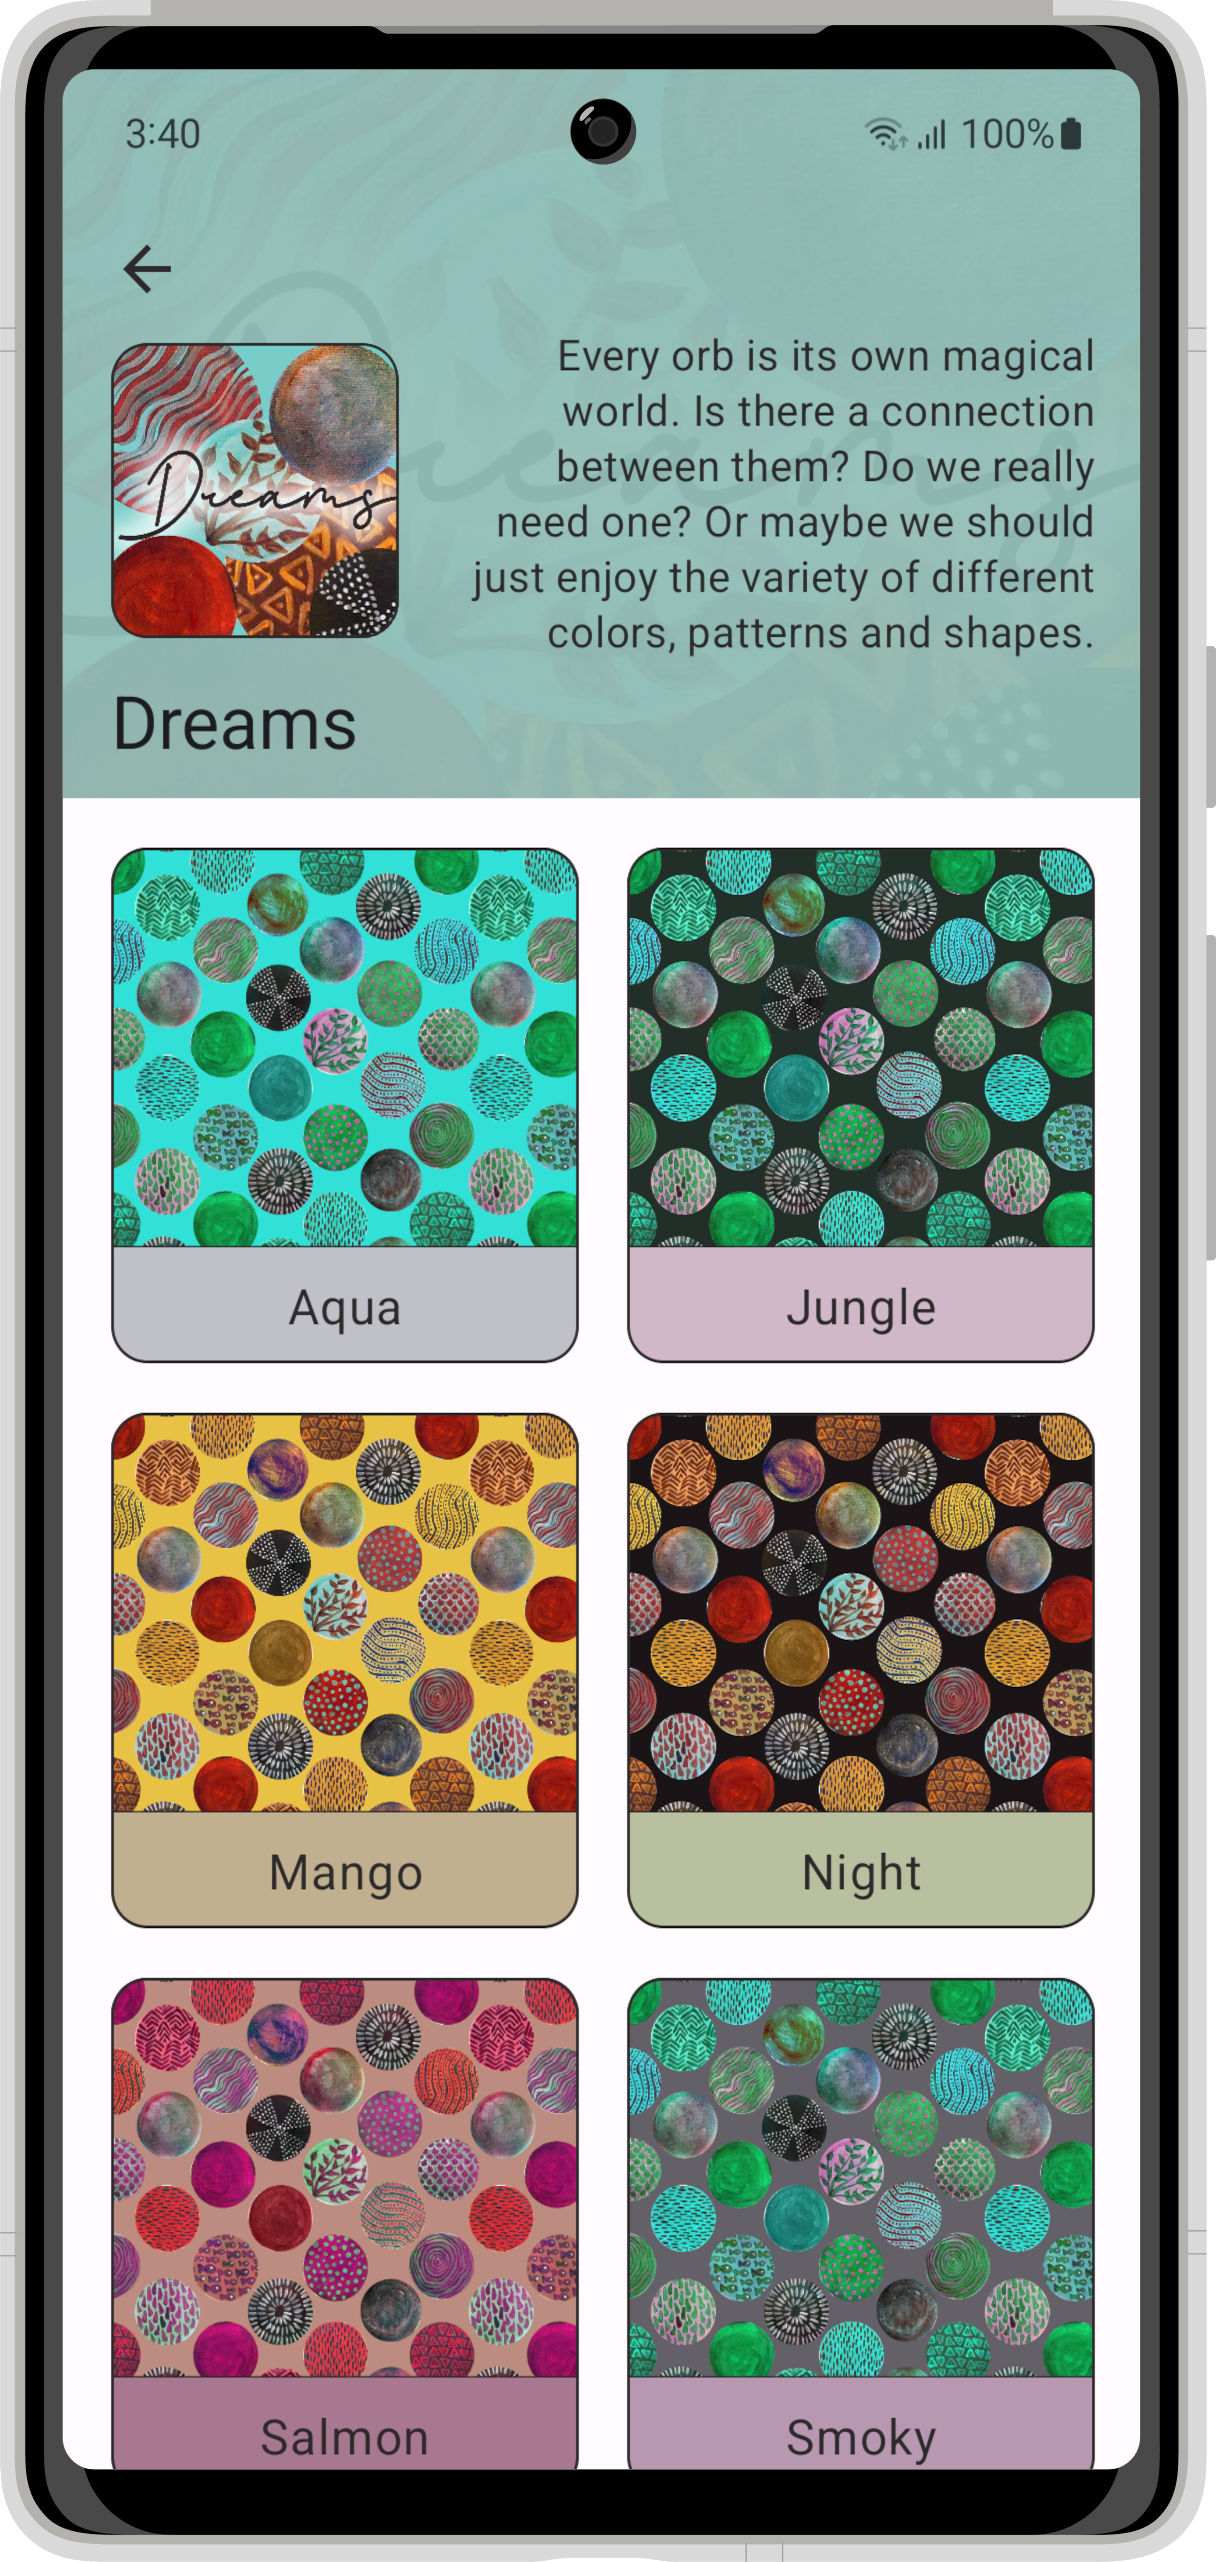 3:40
100%
Every orb is its own magical
world. Is there a connection
between them? Do we really
need one? Or maybe we should
just enjoy the variety of different
colors, patterns and shapes.
Dreams
Dreams
Aqua
Jungle
Mango
Night
Salmon
Smoky